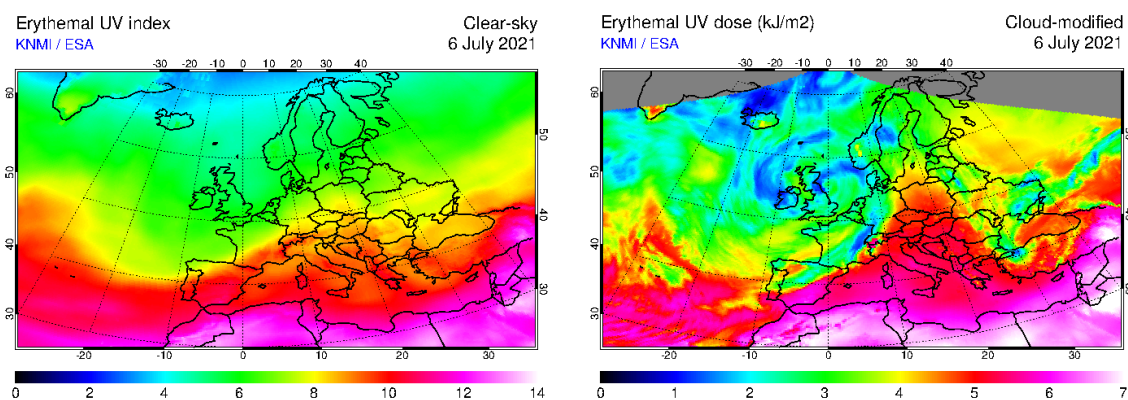 Erythemal UV index Clear-sky
KNMI / ESA 6 July 2021
-30 -20 -10 0 10 20 30 40
60
50
50
40
40
30
30
-20 -10 0 10 20 30
0 2 4 6 8 10 12 14
Erythemal UV dose (kJ/m2) Cloud-modified
KNMI / ESA 6 July 2021
-30 -20 -10 0 10 20 30 40
60
50
50
40
40
30
30
-20 -10 0 10 20 30
0 1 2 3 4 5 6 7